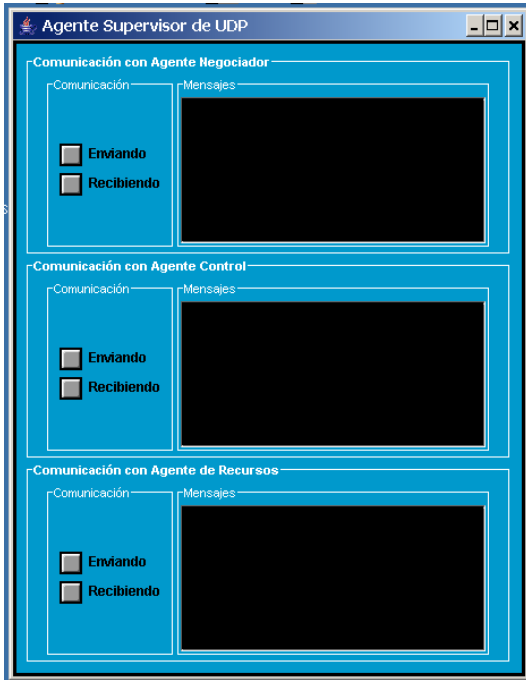 Agente Supervisor de UDP
Comunicación con Agente Negociador
Comunicación
Mensajes
Enviando
Recibiendo
Comunicación con Agente Control
Comunicación
Mensajes
Enviando
Recibiendo
Comunicación con Agente de Recursos
Comunicación
Mensajes
Enviando
Recibiendo